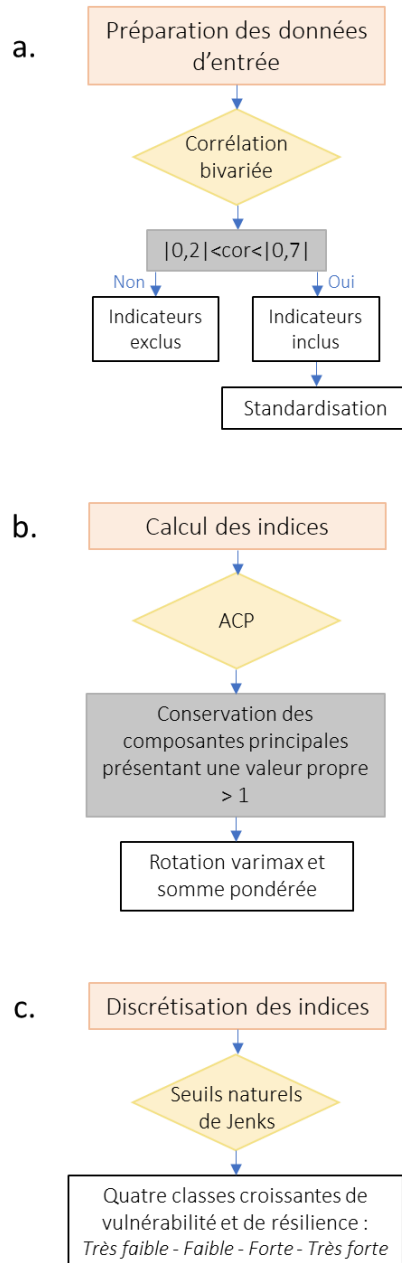 a.
Préparation des données
d'entrée
Corrélation
bivariée
|0,2|<cor<|0,7|
Non
Oui
Indicateurs
exclus
Indicateurs
inclus
Standardisation
b.
Calcul des indices
ACP
Conservation des
composantes principales
présentant une valeur propre
> 1
Rotation varimax et
somme pondérée
c.
Discrétisation des indices
Seuils naturels
de Jenks
Quatre classes croissantes de
vulnérabilité et de résilience :
Très faible - Faible - Forte - Très forte